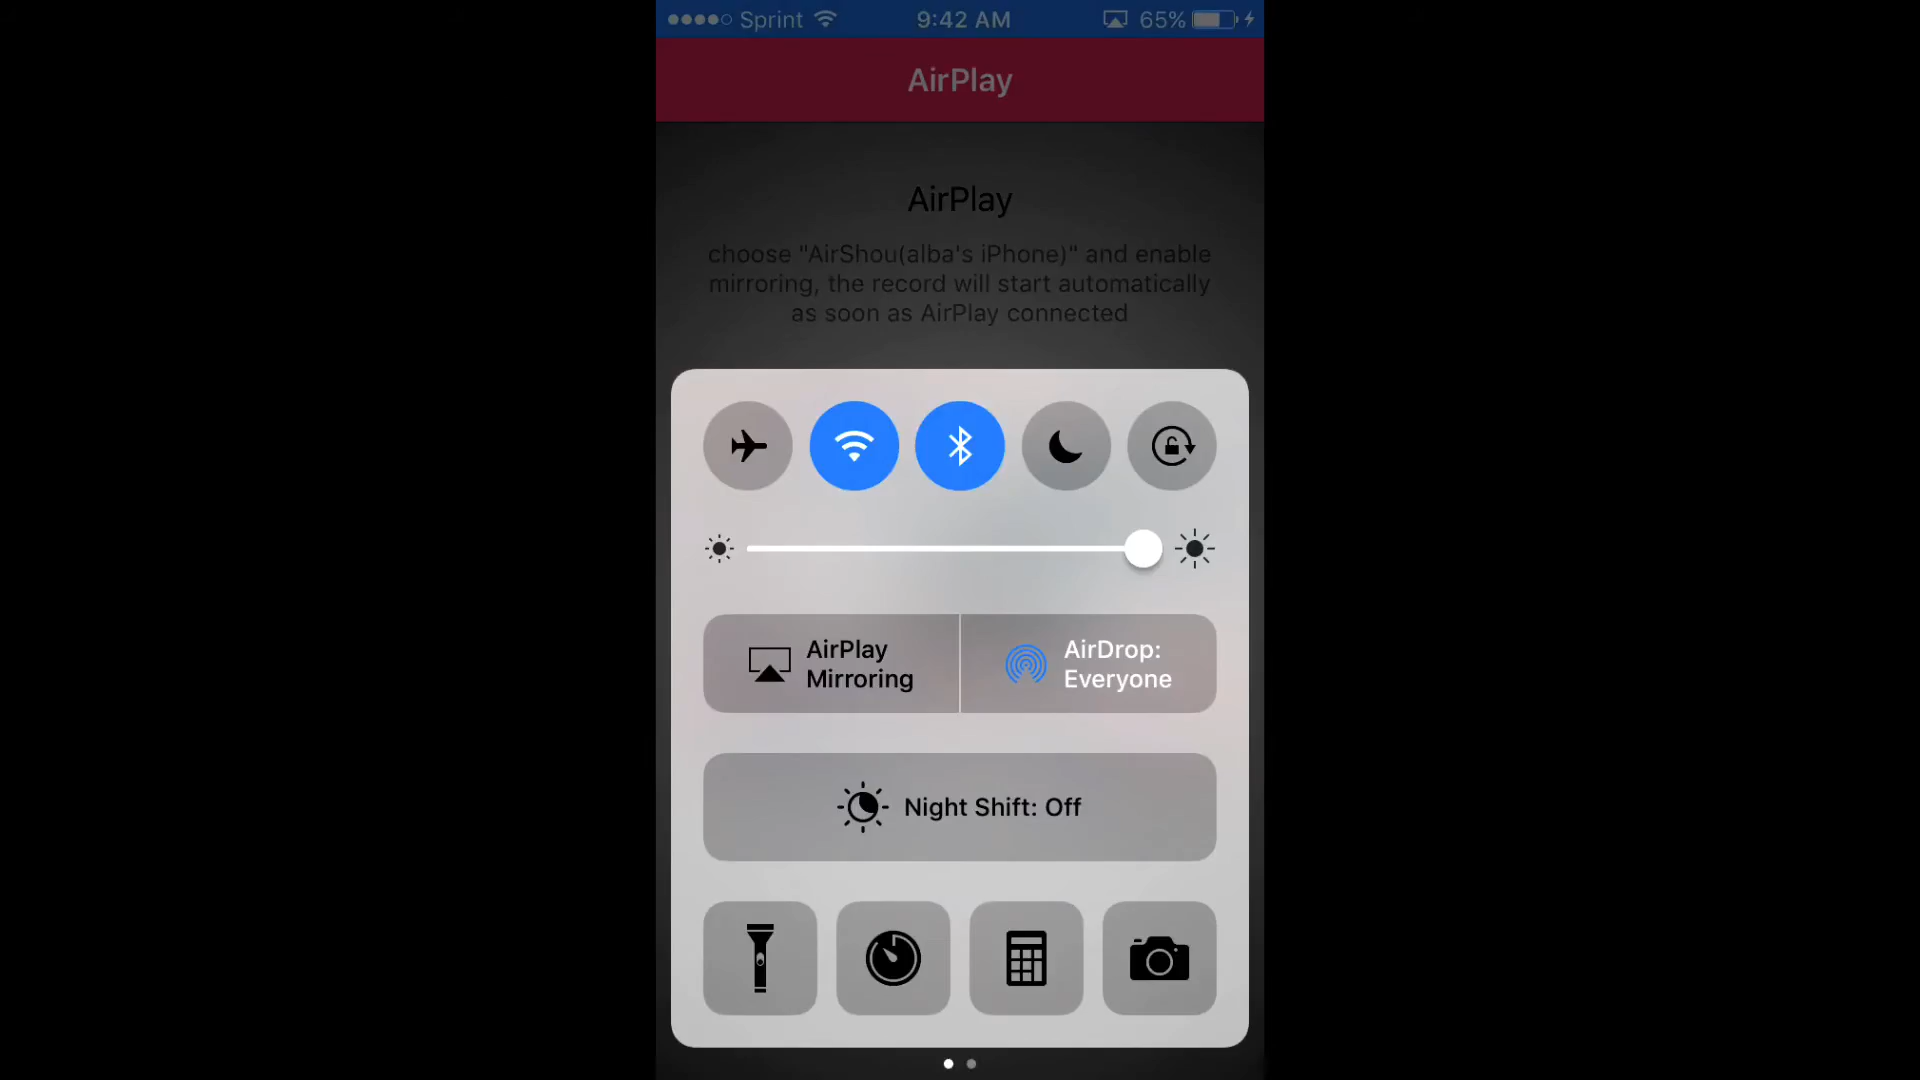 Sprint 9:42 AM 65%
AirPlay
AirPlay
choose "AirShou(alba's iPhone)" and enable
mirroring, the record will start automatically
as soon as AirPlay connected
AirPlay
Mirroring
AirDrop:
Everyone
Night Shift: Off